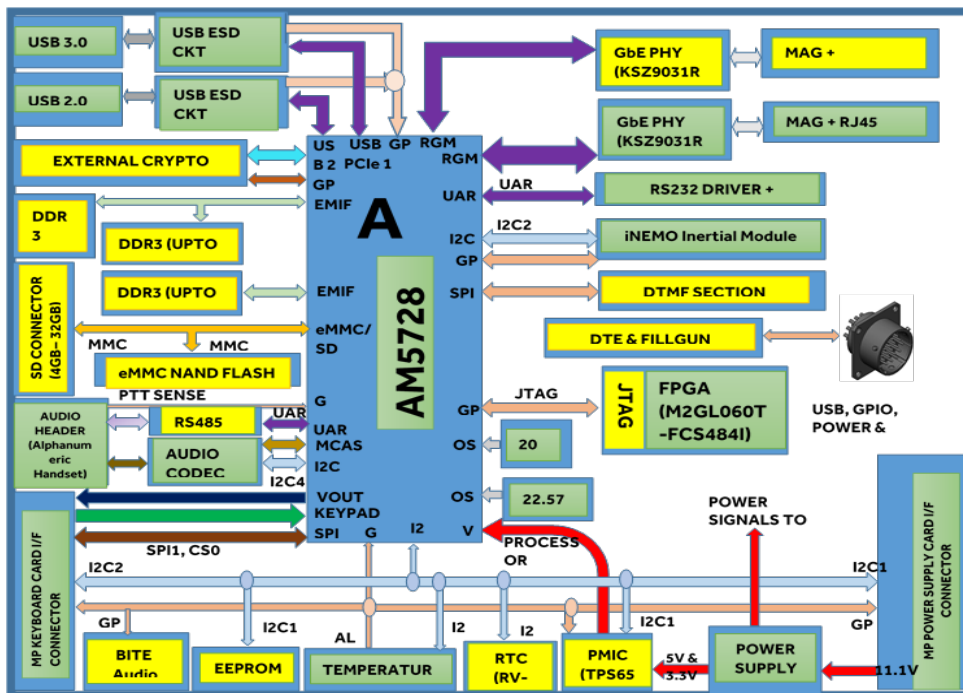 USB 3.0
USB ESD
CKT
USB 2.0
USB ESD
CKT
GbE PHY
(KSZ9031R
MAG +
GbE PHY
(KSZ9031R
MAG + RJ45
EXTERNAL CRYPTO
US
B 2
USB
PCIe 1
GP
RGM
RGM
GP
EMIF
UAR
UAR
RS232 DRIVER +
DDR
3
DDR3 (UPTO
A
I2C
I2C2
GP
iNEMO Inertial Module
DDR3 (UPTO
EMIF
SPI
DTMF SECTION
SD CONNECTOR
(4GB– 32GB)
MMC
MMC
eMMC/
SD
eMMC NAND FLASH
AM5728
DTE & FILLGUN
USB, GPIO,
POWER &
PTT SENSE
G
AUDIO
HEADER
(Alphanum
eric
Handset)
RS485
UAR
UAR
MCAS
AUDIO
CODEC
I2C
I2C4
GP
JTAG
JTAG
FPGA
(M2GL060T
-FCS484I)
OS
20
OS
22.57
VOUT
KEYPAD
SPI
G
I2
V
SPI1, CS0
PROCESS
OR
POWER
SIGNALS TO
MP KEYBOARD CARD I/F
CONNECTOR
I2C2
I2C1
GP
GP
MP POWER SUPPLY CARD I/F
CONNECTOR
I2C1
AL
I2
I2
I2C1
BITE
Audio
EEPROM
TEMPERATUR
RTC
(RV-
PMIC
(TPS65
5V &
3.3V
POWER
SUPPLY
11.1V